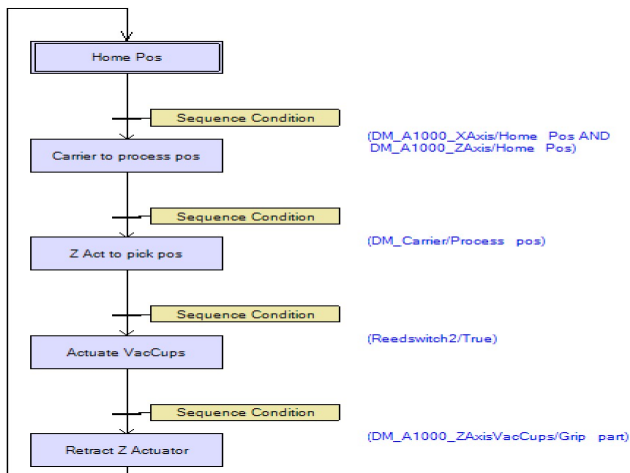 Home Pos
Sequence Condition
(DM_A1000_XAxis/Home Pos AND
DM_A1000_ZAxis/Home Pos)
Carrier to process pos
Sequence Condition
(DM_Carrier/Process pos)
Z Act to pick pos
Sequence Condition
(Reedswitch2/True)
Actuate VacCups
Sequence Condition
(DM_A1000_ZAxisVacCups/Grip part)
Retract Z Actuator